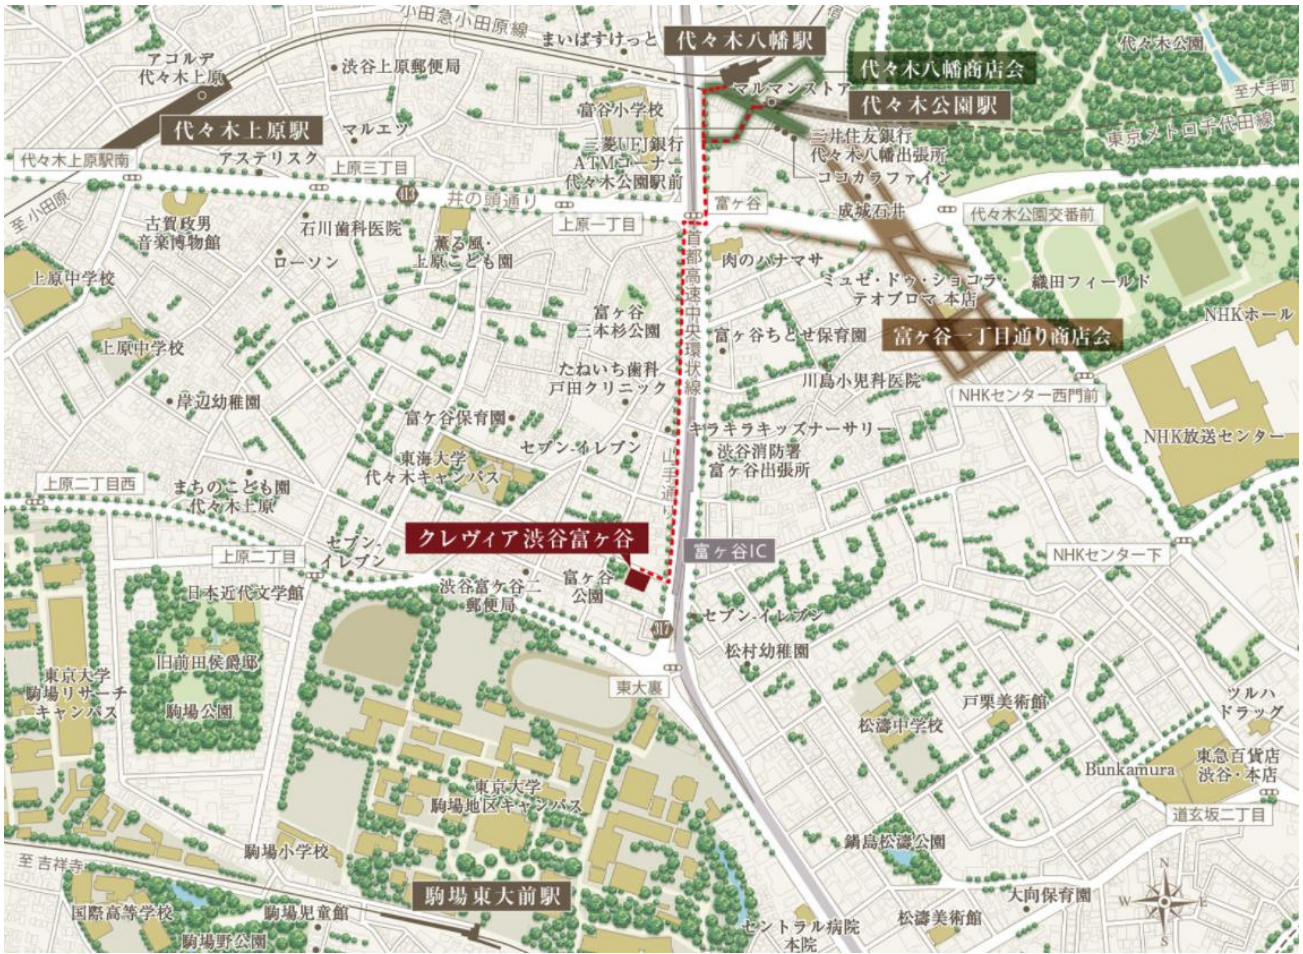 小田急小田原線
宿
まいばすけっと
代々木八幡駅
代々木公園
アコルデ
代々木上原
渋谷上原郵便局
代々木八幡商店会
マルマンストア
至大手町
富谷小学校
代々木公園駅
東京メトロ千代田線
代々木上原駅
マルエツ
三菱UFJ銀行
ATMコーナー
代々木公園駅前
三井住友銀行
代々木八幡出張所
ココカラファイン
代々木上原駅南
アステリスク
上原三丁目
413
井の頭通り
上原一丁目
富ヶ谷
成城石井
代々木公園交番前
至 小田原
古賀政男
音楽博物館
石川歯科医院
ローソン
薫る風・
上原こども園
首都高速中央環状線
肉のハナマサ
ミュゼ・ドゥ・ショコラ・
テオブロマ 本店
織田フィールド
上原中学校
NHKホール
富ヶ谷
三本杉公園
富ヶ谷一丁目通り商店会
上原中学校
富ヶ谷ちとせ保育園
たねいち歯科
戸田クリニック
川島小児科医院
NHKセンター西門前
岸辺幼稚園
富ケ谷保育園
セブン-イレブン
キラキラキッズナーサリー
NHK放送センター
東海大学
代々木キャンパス
山手通り
渋谷消防署
富ヶ谷出張所
上原二丁目西
まちのこども園
代々木上原
クレヴィア渋谷富ヶ谷
富ヶ谷IC
NHKセンター下
上原二丁目
セブン-
イレブン
日本近代文学館
渋谷富ヶ谷二
郵便局
富ヶ谷
公園
セブン-イレブン
317
松村幼稚園
旧前田侯爵邸
東京大学
駒場リサーチ
キャンパス
駒場公園
東大裏
戸栗美術館
松濤中学校
ツルハ
ドラッグ
Bunkamura
東急百貨店
渋谷・本店
東京大学
駒場地区キャンパス
道玄坂二丁目
至 吉祥寺
駒場小学校
鍋島松濤公園
駒場東大前駅
大向保育園
国際高等学校
駒場児童館
駒場野公園
セントラル病院
本院
松濤美術館
N
W
E
S